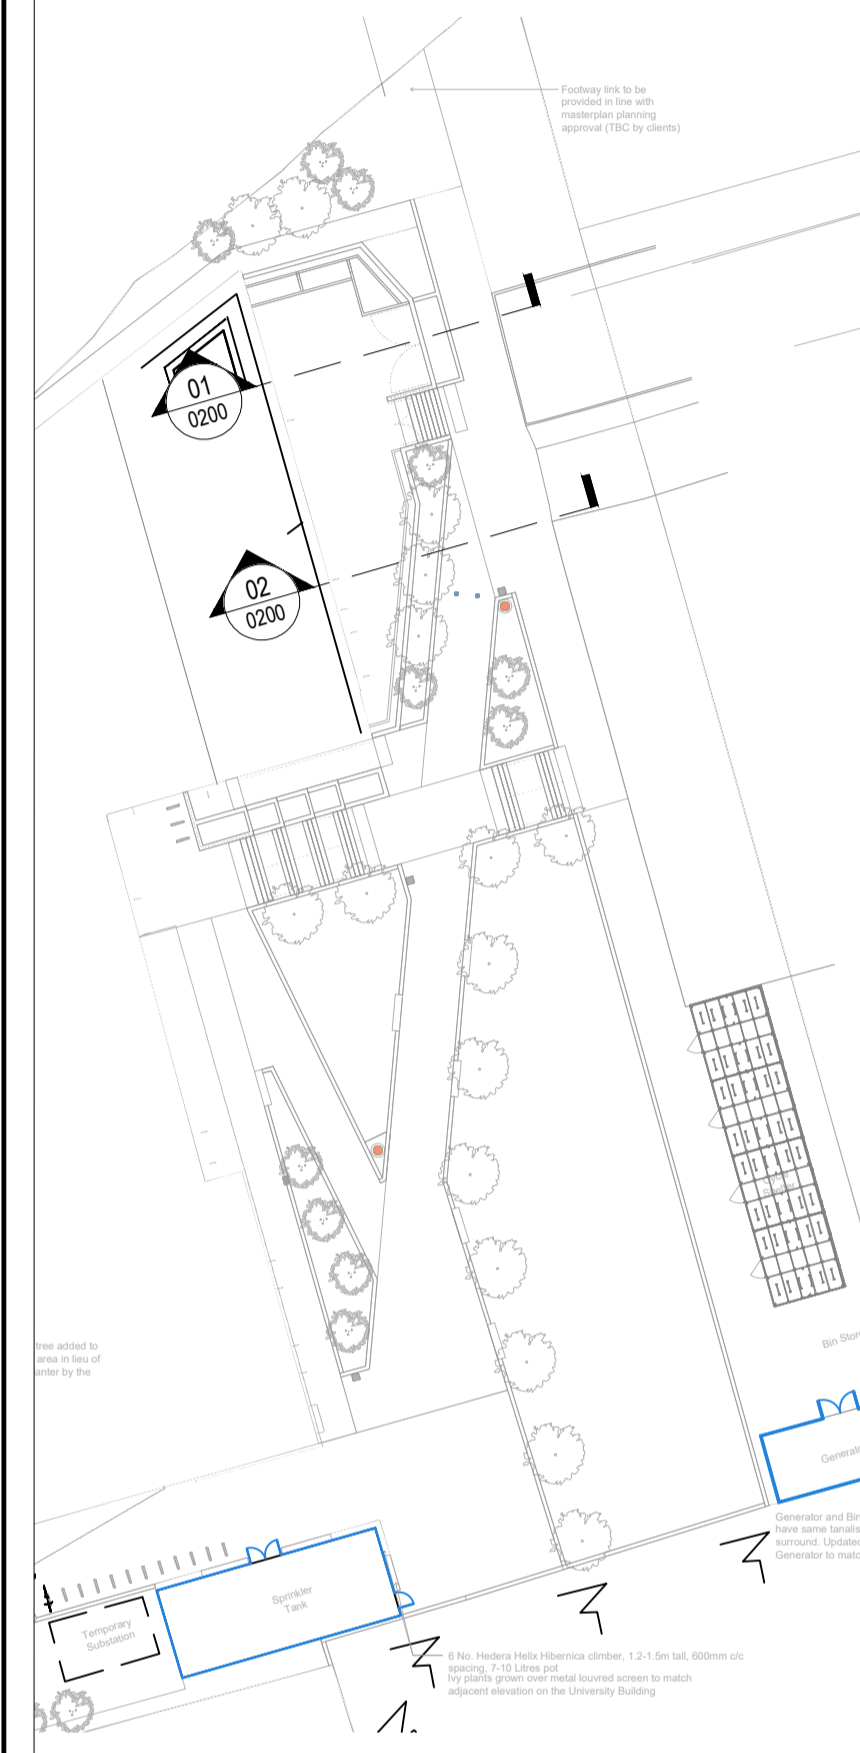 Footway link to be
provided in line with
masterplan planning
approval (TBC by clients)
01
0200
02
0200
tree added to
area in lieu of
anter by the
Bin Stor
Generat
Generator and Bin
have same tanalis
surround. Updated
Generator to matc
Sprinkler
Tank
Temporary
Substation
6 No. Hedera Helix Hibernica climber, 1.2-1.5m tall, 600mm c/c
spacing, 7-10 Litres pot
Ivy plants grown over metal louvred screen to match
adjacent elevation on the University Building